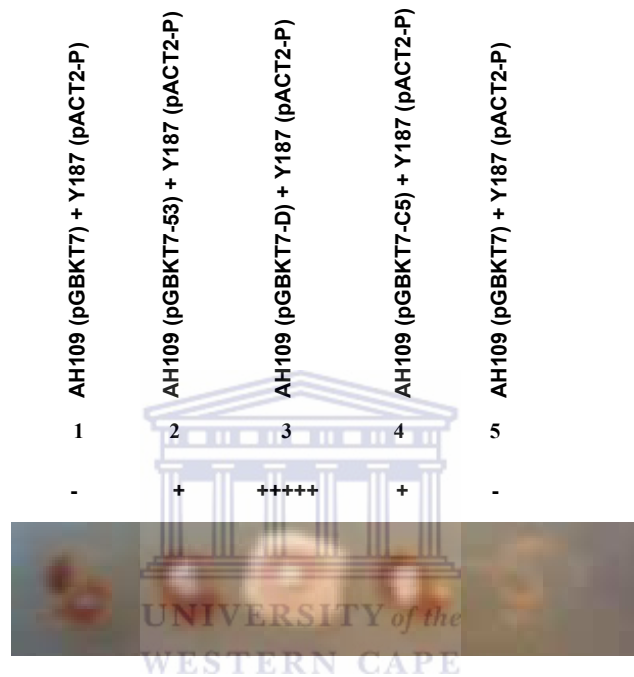 AH109 (pGBKT7) + Y187 (pACT2-P)
AH109 (pGBKT7-53) + Y187 (pACT2-P)
AH109 (pGBKT7-D) + Y187 (pACT2-P)
AH109 (pGBKT7-C5) + Y187 (pACT2-P)
AH109 (pGBKT7) + Y187 (pACT2-P)
1 2 3 4 5
- + +++++ + -
UNIVERSITY of the
WESTERN CAPE